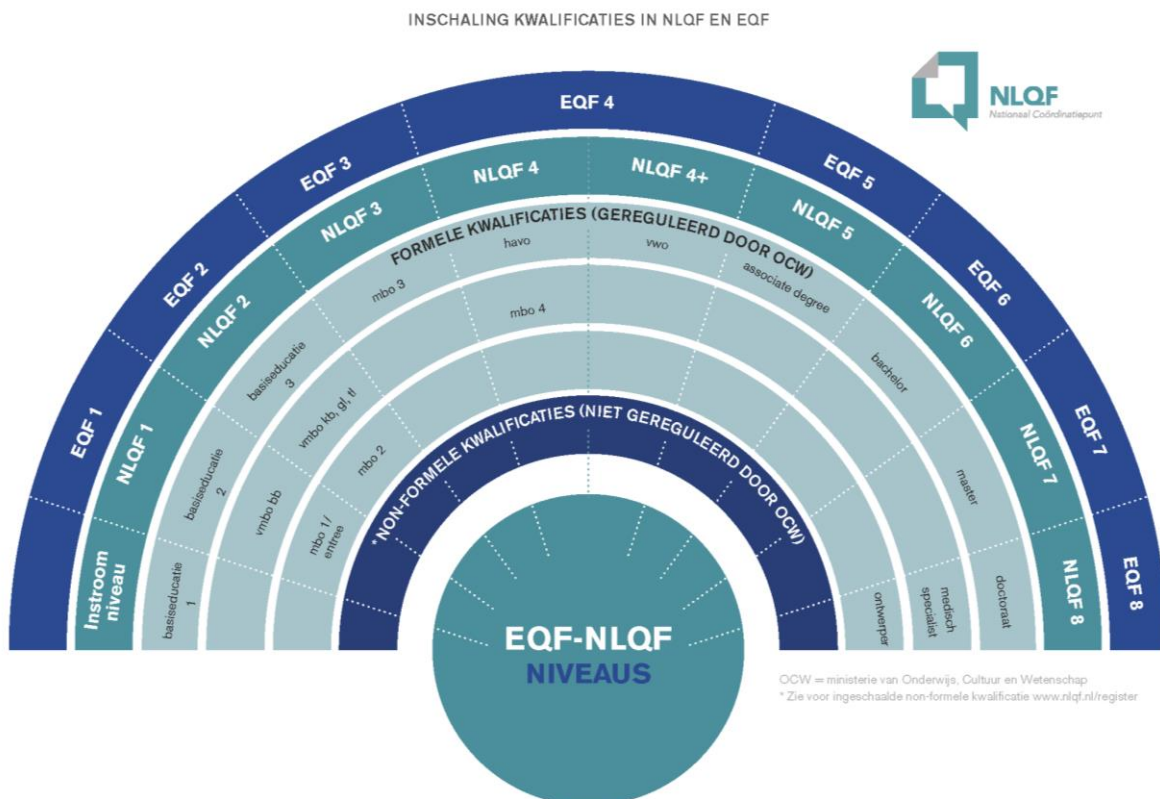 INSCHALING KWALIFICATIES IN NLQF EN EQF
NLQF
Nationaal Coördinatiepunt
EQF 1
EQF 2
EQF 3
EQF 4
EQF 5
EQF 6
EQF 7
EQF 8
Instroom
niveau
NLQF 1
NLQF 2
NLQF 3
NLQF 4
NLQF 4+
NLQF 5
NLQF 6
NLQF 7
NLQF 8
FORMELE KWALIFICATIES (GEREGULEERD DOOR OCW)
basiseducatie
1
basiseducatie
2
basiseducatie
3
mbo 3
havo
vwo
associate degree
bachelor
master
doctoraat
vmbo bb
vmbo kb, gl, tl
mbo 4
medisch
specialist
mbo 1/
entree
mbo 2
ontwerper
*NON-FORMELE KWALIFICATIES (NIET GEREGULEERD DOOR OCW)
EQF-NLQF
NIVEAUS
OCW = ministerie van Onderwijs, Cultuur en Wetenschap
* Zie voor ingeschaalde non-formele kwalificatie www.nlqf.nl/register